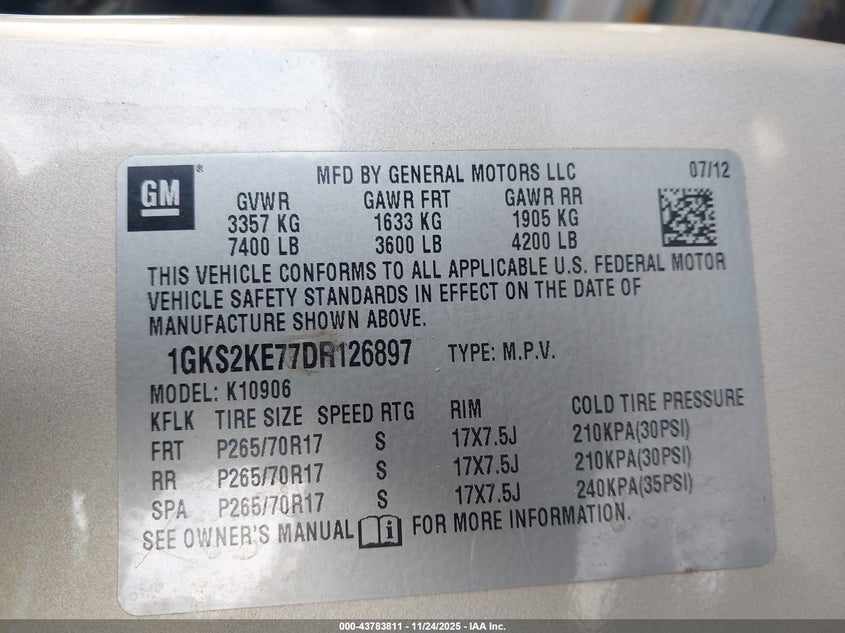 GM
MFD BY GENERAL MOTORS LLC 07/12
GVWR GAWR FRT GAWR RR
3357 KG 1633 KG 1905 KG
7400 LB 3600 LB 4200 LB
THIS VEHICLE CONFORMS TO ALL APPLICABLE U.S. FEDERAL MOTOR
VEHICLE SAFETY STANDARDS IN EFFECT ON THE DATE OF
MANUFACTURE SHOWN ABOVE.
1GKS2KE77DR126897 TYPE: M.P.V.
MODEL: K10906
KFLK TIRE SIZE SPEED RTG RIM COLD TIRE PRESSURE
FRT P265/70R17 S 17X7.5J 210KPA(30PSI)
RR P265/70R17 S 17X7.5J 210KPA(30PSI)
SPA P265/70R17 S 17X7.5J 240KPA(35PSI)
SEE OWNER'S MANUAL i FOR MORE INFORMATION.
000-43783811 - 11/24/2025 - IAA Inc.